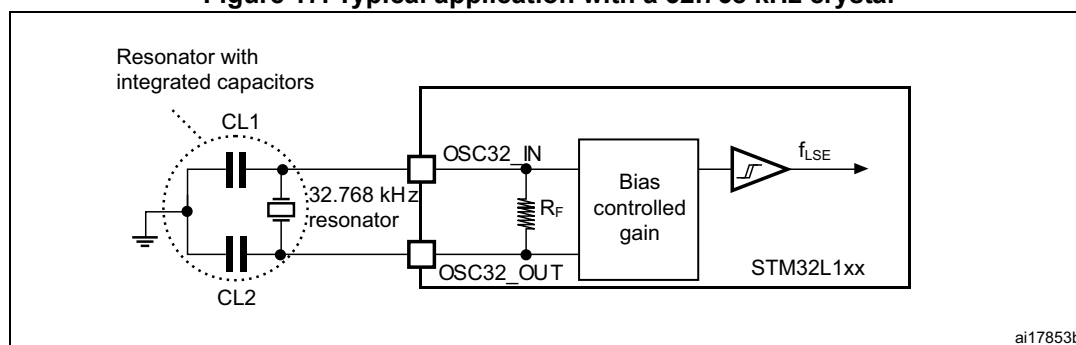 Resonator with
integrated capacitors
CL1
OSC32_IN
fLSE
32.768 kHz
resonator
RF
Bias
controlled
gain
OSC32_OUT
STM32L1xx
CL2
ai17853b